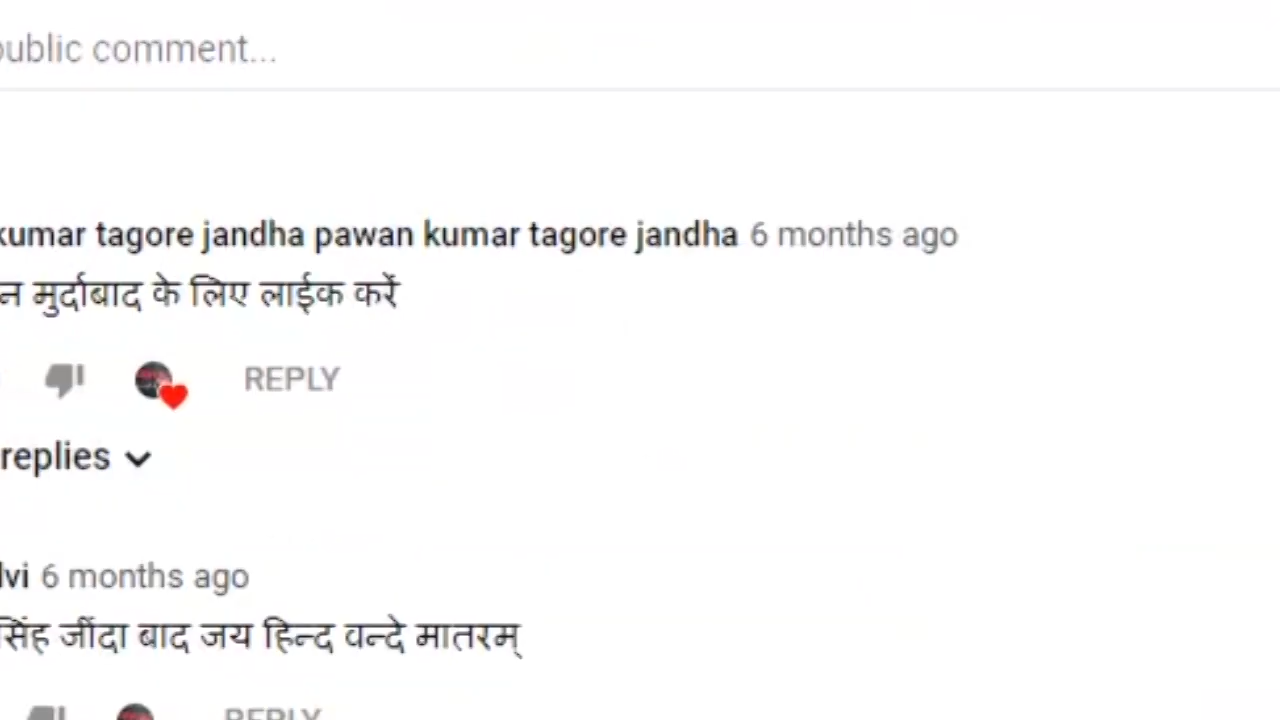 public comment...
kumar tagore jandha pawan kumar tagore jandha 6 months ago
न मुर्दाबाद के लिए लाईक करें
REPLY
replies
lvi 6 months ago
सिंह जींदा बाद जय हिन्द वन्दे मातरम्
REPLY